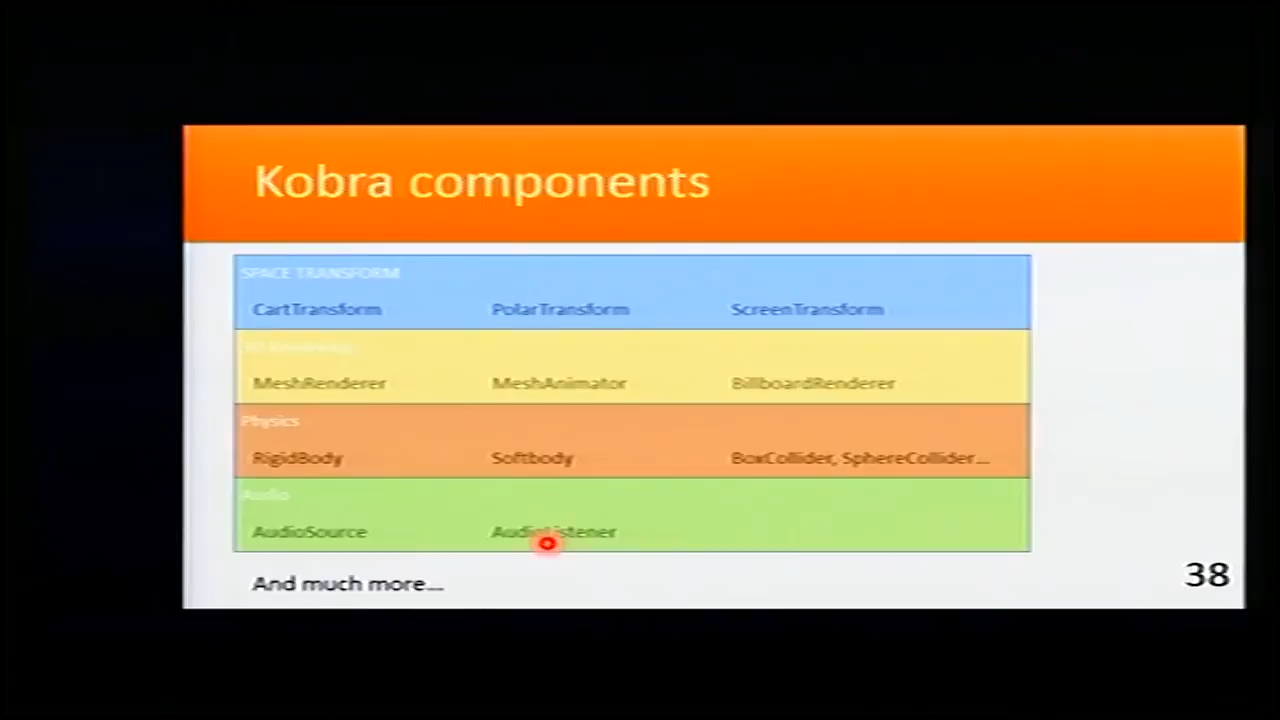 Kobra components
SPACE TRANSFORM
CartTransform PolarTransform ScreenTransform
MeshRenderer MeshAnimator BillboardRenderer
Physics
RigidBody Softbody BoxCollider, SphereCollider...
Audio
AudioSource AudioListener
And much more...
38